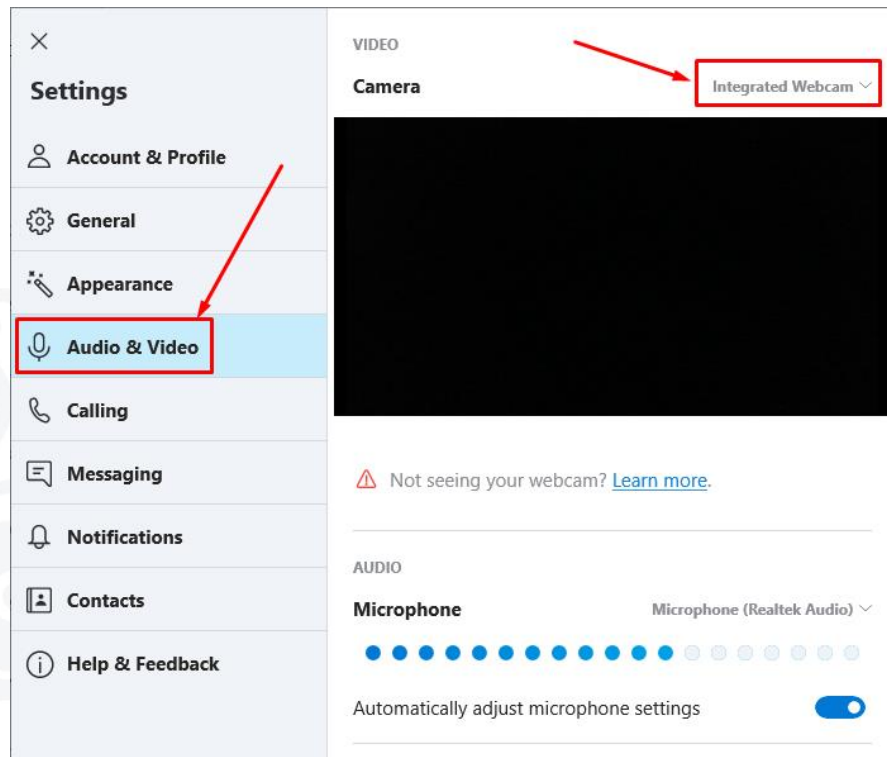 Settings
Account & Profile
General
Appearance
Audio & Video
Calling
Messaging
Notifications
Contacts
Help & Feedback
VIDEO
Camera
Integrated Webcam
Not seeing your webcam? Learn more.
AUDIO
Microphone
Microphone (Realtek Audio)
Automatically adjust microphone settings